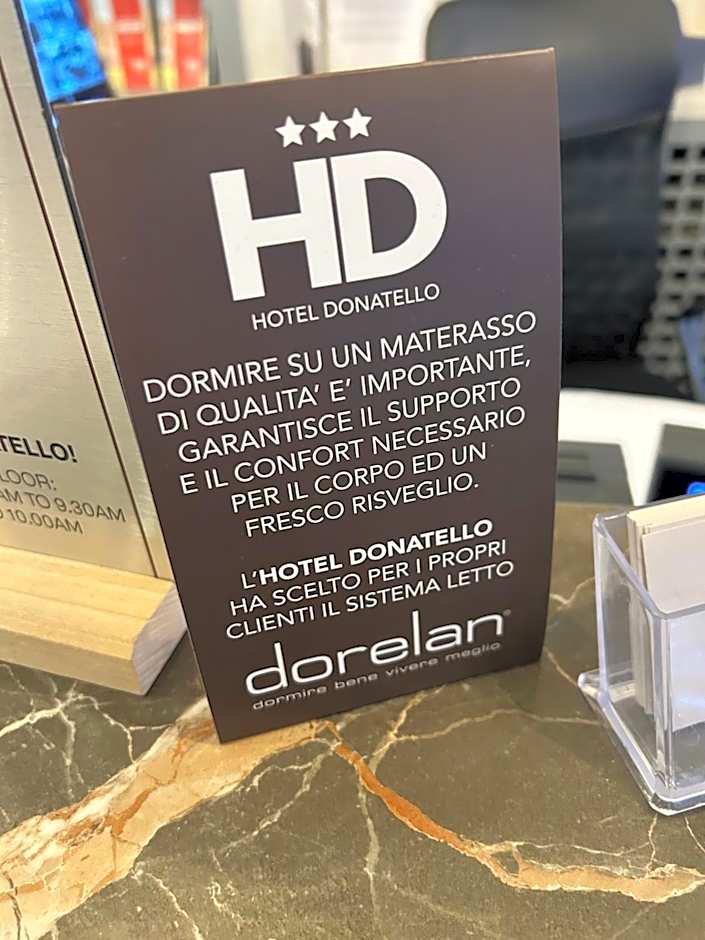 HD
HOTEL DONATELLO
DORMIRE SU UN MATERASSO
DI QUALITA' E' IMPORTANTE,
GARANTISCE IL SUPPORTO
E IL CONFORT NECESSARIO
PER IL CORPO ED UN
FRESCO RISVEGLIO.
L'HOTEL DONATELLO
HA SCELTO PER I PROPRI
CLIENTI IL SISTEMA LETTO
dorelan®
dormire bene vivere meglio
TELLO!
LOOR:
AM TO 9.30AM
10.00AM